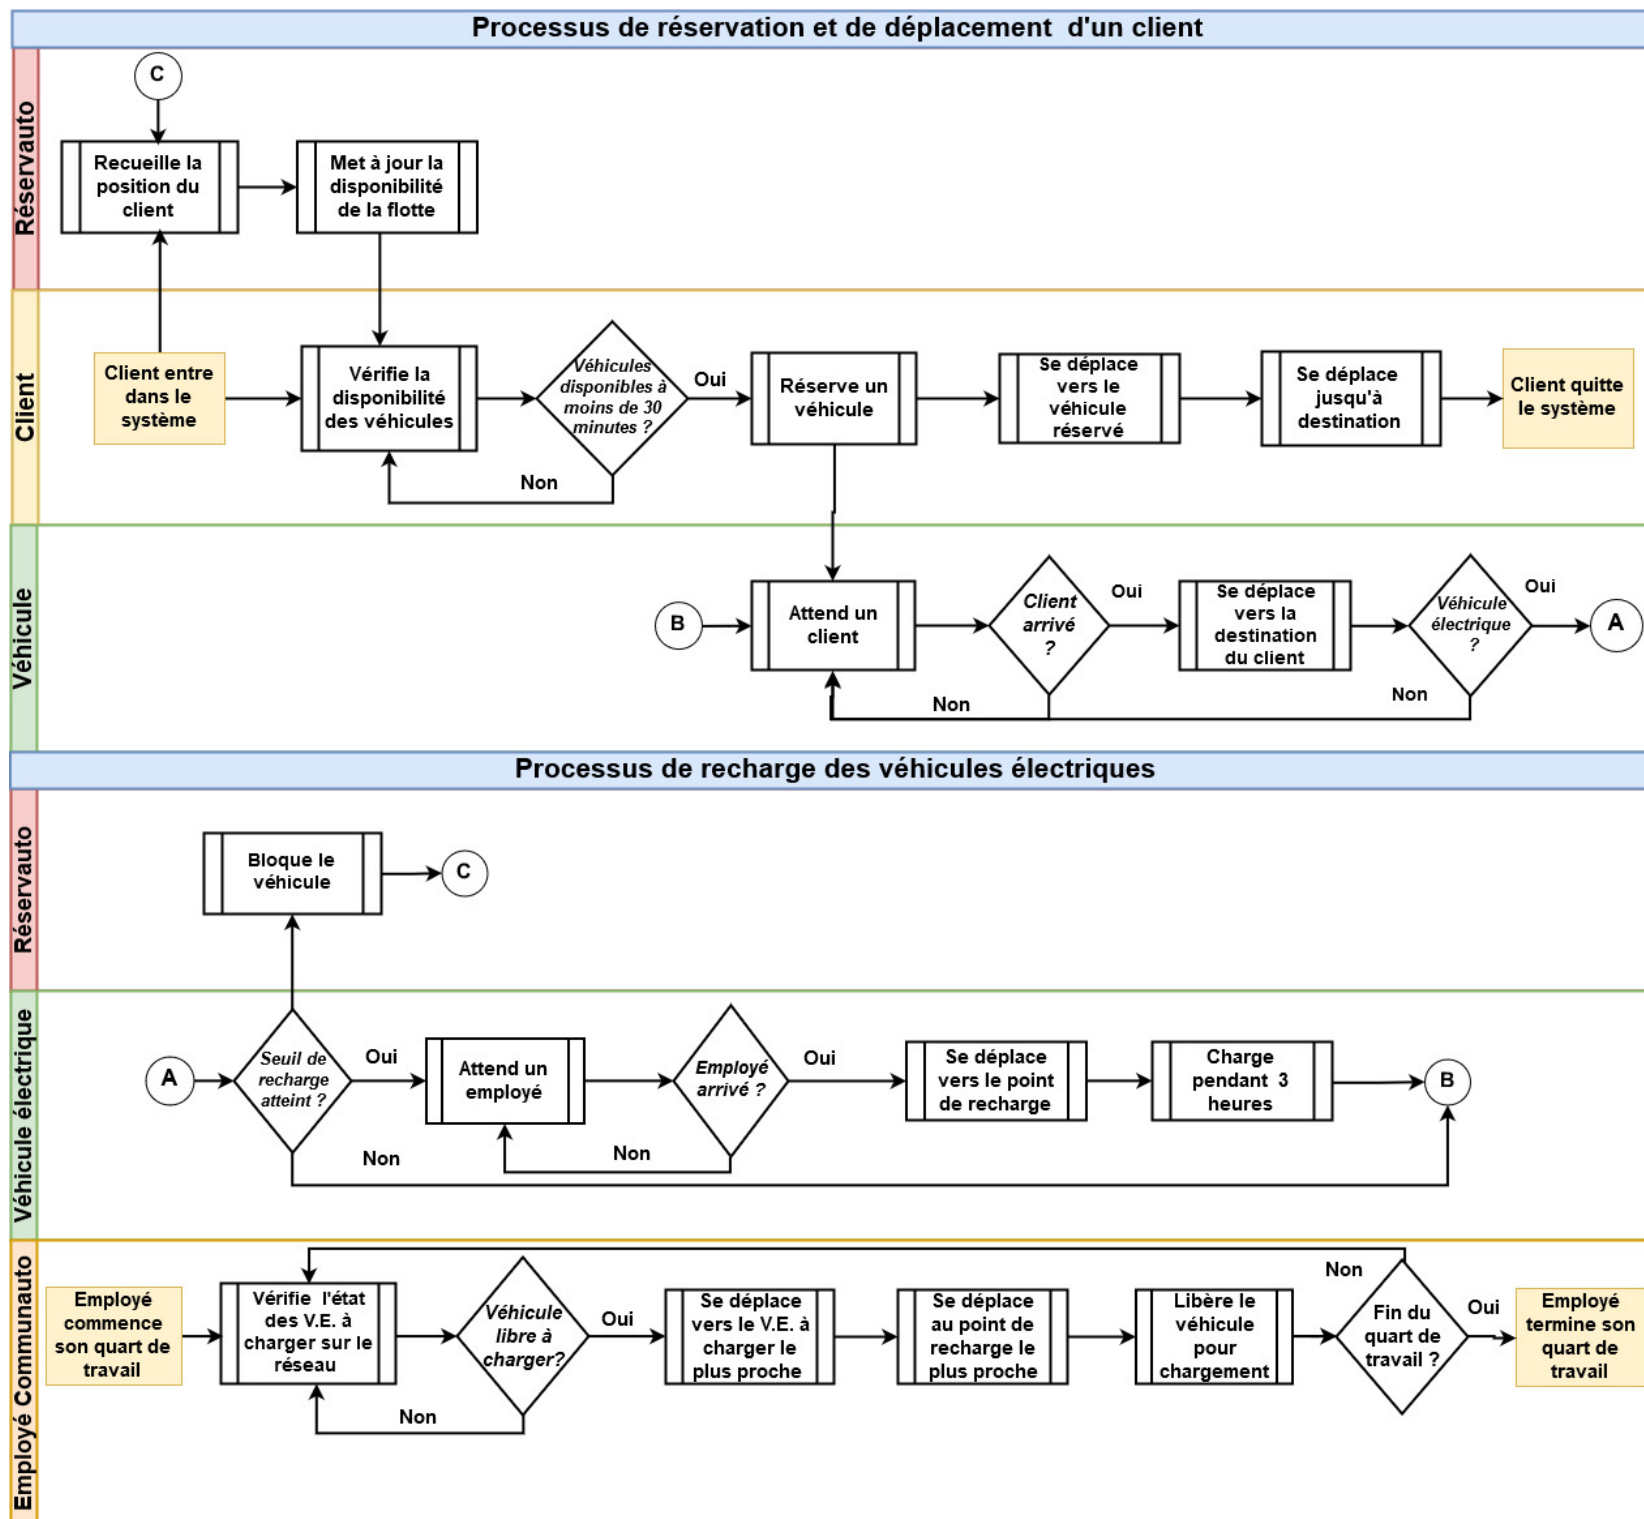 Processus de réservation et de déplacement d'un client
Réservauto
C
Recueille la
position du
client
Met à jour la
disponibilité
de la flotte
Client
Client entre
dans le
système
Vérifie la
disponibilité
des véhicules
Véhicules
disponibles à
moins de 30
minutes ?
Oui
Non
Réserve un
véhicule
Se déplace
vers le
véhicule
réservé
Se déplace
jusqu'à
destination
Client quitte
le système
Véhicule
B
Attend un
client
Client
arrivé
?
Oui
Non
Se déplace
vers la
destination
du client
Véhicule
électrique
?
Oui
Non
A
Processus de recharge des véhicules électriques
Réservauto
Bloque le
véhicule
C
Véhicule électrique
A
Seuil de
recharge
atteint ?
Oui
Non
Attend un
employé
Employé
arrivé ?
Oui
Non
Se déplace
vers le point
de recharge
Charge
pendant 3
heures
B
Employé Communauto
Employé
commence
son quart de
travail
Vérifie l'état
des V.E. à
charger sur le
réseau
Véhicule
libre à
charger?
Oui
Non
Se déplace
vers le V.E. à
charger le
plus proche
Se déplace
au point de
recharge le
plus proche
Libère le
véhicule
pour
chargement
Fin du
quart de
travail ?
Non
Oui
Employé
termine son
quart de
travail